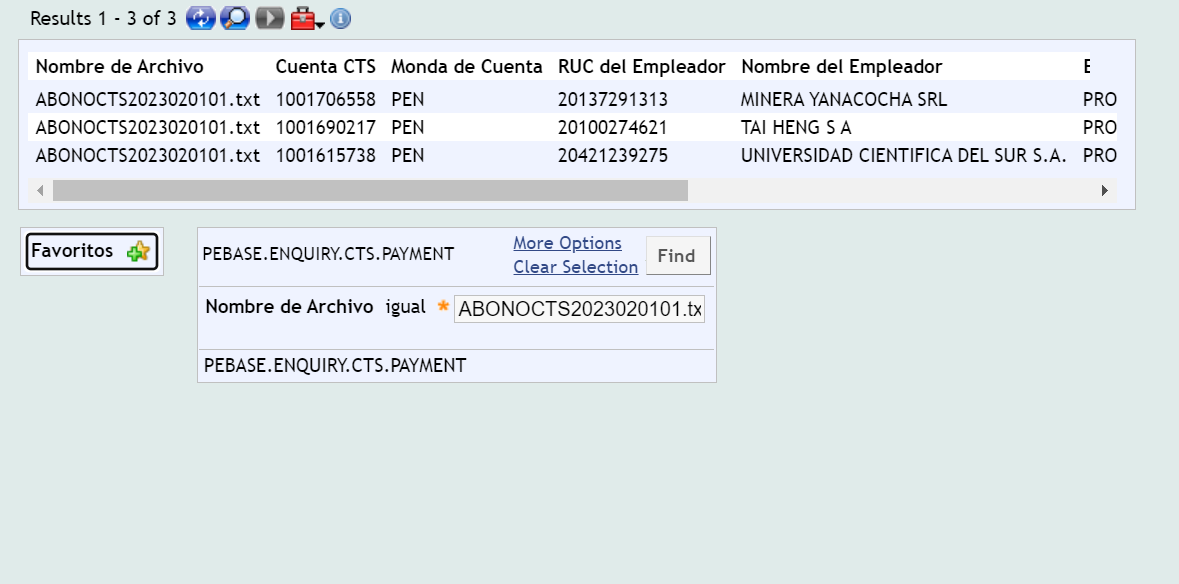 Results 1 - 3 of 3
Nombre de Archivo Cuenta CTS Monda de Cuenta RUC del Empleador Nombre del Empleador E
ABONOCTS2023020101.txt 1001706558 PEN 20137291313 MINERA YANACOCHA SRL PRO
ABONOCTS2023020101.txt 1001690217 PEN 20100274621 TAI HENG S A PRO
ABONOCTS2023020101.txt 1001615738 PEN 20421239275 UNIVERSIDAD CIENTIFICA DEL SUR S.A. PRO
Favoritos
PEBASE.ENQUIRY.CTS.PAYMENT
More Options
Clear Selection
Find
Nombre de Archivo igual * ABONOCTS2023020101.tx
PEBASE.ENQUIRY.CTS.PAYMENT